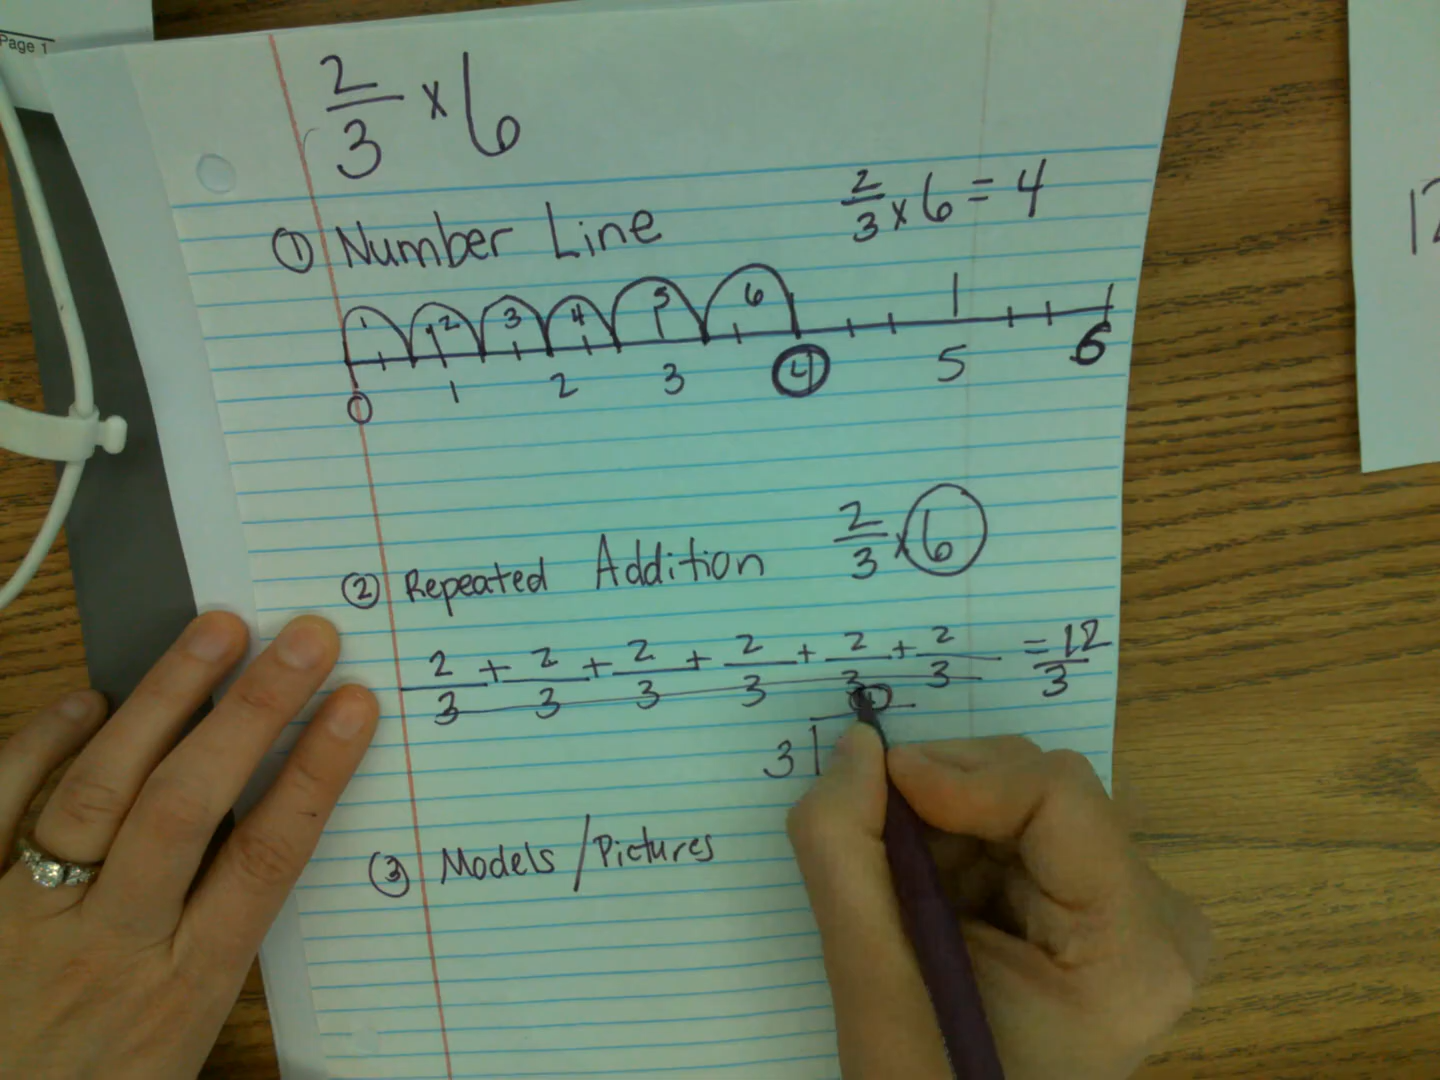 Page 1
2/3 × 6
① Number Line
2/3 × 6 = 4
1 2 3 4 5 6
0 1 2 3 4 5 6
② Repeated Addition 2/3 × 6
2/3 + 2/3 + 2/3 + 2/3 + 2/3 + 2/3 = 12/3
4
3
③ Models/Pictures